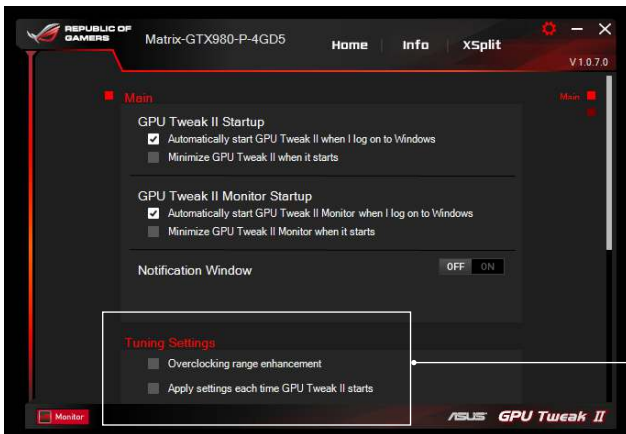 REPUBLIC OF
GAMERS
Matrix-GTX980-P-4GD5
Home
Info
XSplit
V 1.0.7.0
Main
Main
GPU Tweak II Startup
Automatically start GPU Tweak II when I log on to Windows
Minimize GPU Tweak II when it starts
GPU Tweak II Monitor Startup
Automatically start GPU Tweak II Monitor when I log on to Windows
Minimize GPU Tweak II Monitor when it starts
Notification Window
OFF ON
Tuning Settings
Overclocking range enhancement
Apply settings each time GPU Tweak II starts
Monitor
ASUS GPU Tweak II